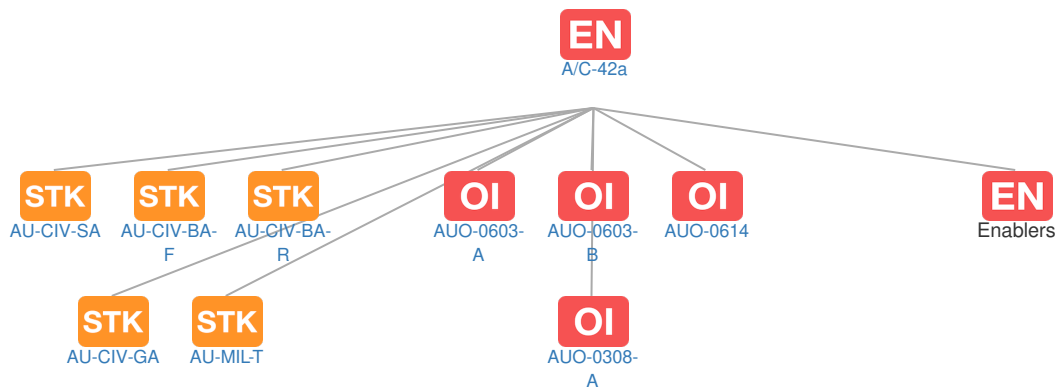 EN
A/C-42a
STK STK STK OI OI OI EN
AU-CIV-SA AU-CIV-BA- AU-CIV-BA- AUO-0603- AUO-0603- AUO-0614 Enablers
F R A B
STK STK OI
AU-CIV-GA AU-MIL-T AUO-0308-
A